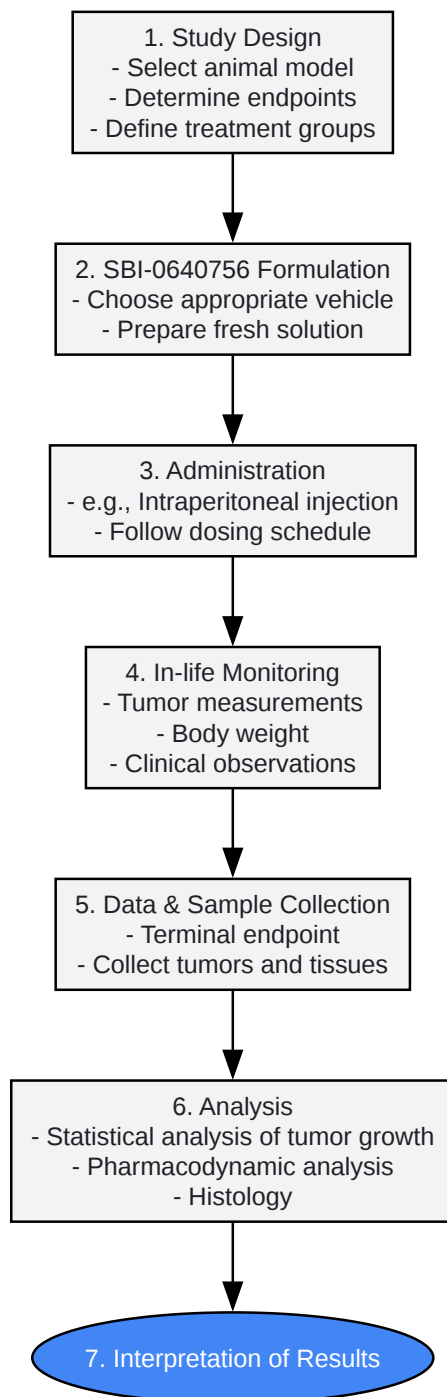 1. Study Design
- Select animal model
- Determine endpoints
- Define treatment groups
2. SBI-0640756 Formulation
- Choose appropriate vehicle
- Prepare fresh solution
3. Administration
- e.g., Intraperitoneal injection
- Follow dosing schedule
4. In-life Monitoring
- Tumor measurements
- Body weight
- Clinical observations
5. Data & Sample Collection
- Terminal endpoint
- Collect tumors and tissues
6. Analysis
- Statistical analysis of tumor growth
- Pharmacodynamic analysis
- Histology
7. Interpretation of Results